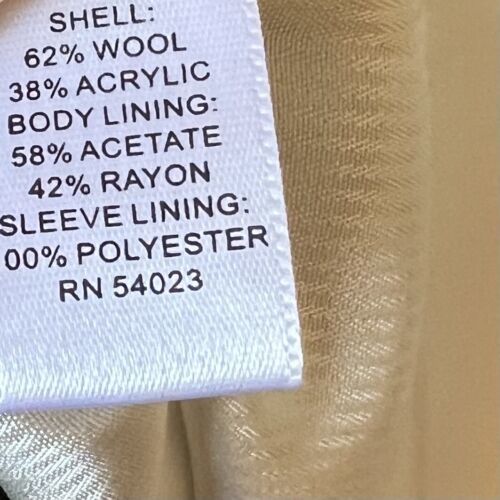 SHELL:
62% WOOL
38% ACRYLIC
BODY LINING:
58% ACETATE
42% RAYON
SLEEVE LINING:
00% POLYESTER
RN 54023